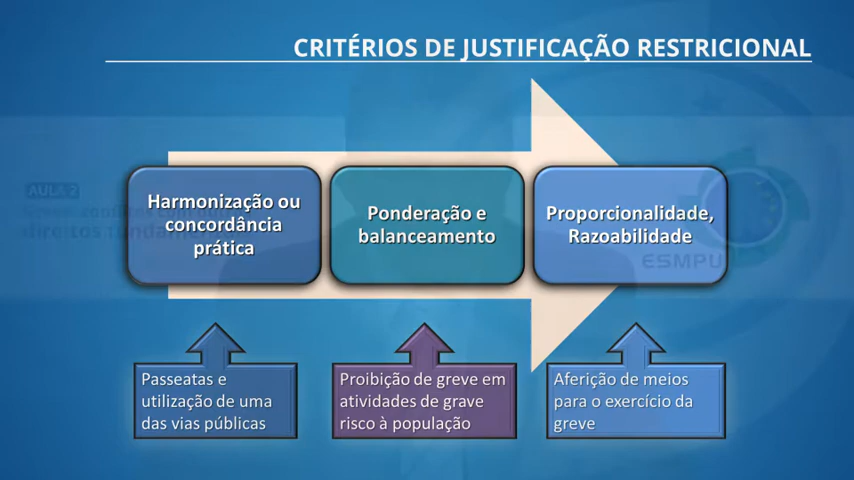 CRITÉRIOS DE JUSTIFICAÇÃO RESTRICIONAL
Harmonização ou
concordância
prática
Ponderação e
balanceamento
Proporcionalidade,
Razoabilidade
Passeatas e
utilização de uma
das vias públicas
Proibição de greve em
atividades de grave
risco à população
Aferição de meios
para o exercício da
greve
AULA 2
direitos
ESMPU